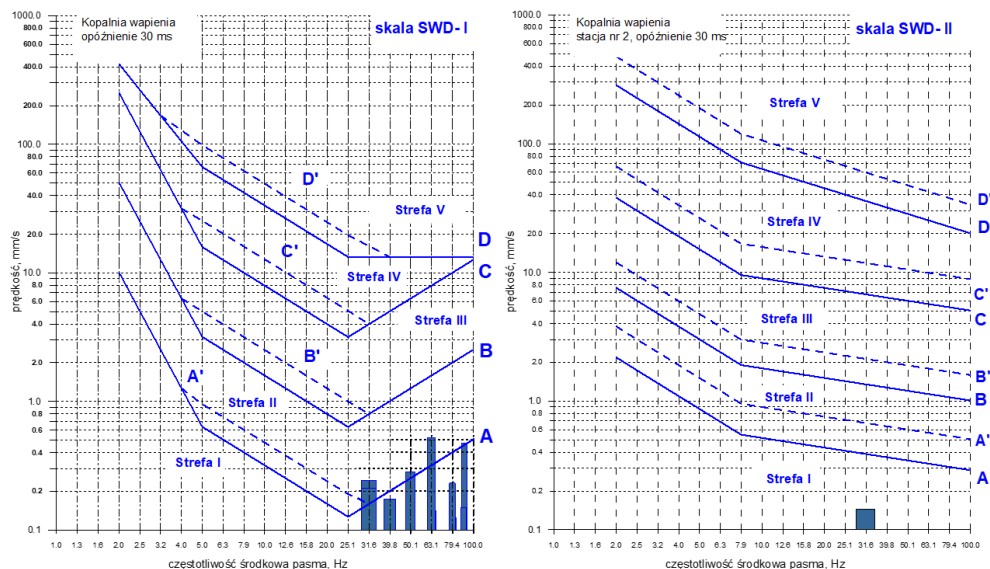 Kopalnia wapienia
opóźnienie 30 ms
skala SWD- I
1000.0
800.0
600.0
400.0
200.0
100.0
80.0
60.0
40.0
20.0
10.0
8.0
6.0
4.0
2.0
1.0
0.8
0.6
0.4
0.2
0.1
prędkość, mm/s
D'
Strefa V
D
C'
Strefa IV
C
Strefa III
B'
B
A'
Strefa II
A
Strefa I
1.0 1.3 1.6 2.0 2.5 3.2 4.0 5.0 6.3 7.9 10.0 12.6 15.8 20.0 25.1 31.6 39.8 50.1 63.1 79.4 100.0
częstotliwość środkowa pasma, Hz
Kopalnia wapienia
stacja nr 2, opóźnienie 30 ms
skala SWD- II
1000.0
800.0
600.0
400.0
200.0
100.0
80.0
60.0
40.0
20.0
10.0
8.0
6.0
4.0
2.0
1.0
0.8
0.6
0.4
0.2
0.1
prędkość, mm/s
Strefa V
D'
D
Strefa IV
C'
C
Strefa III
B'
B
Strefa II
A'
A
Strefa I
1.0 1.3 1.6 2.0 2.5 3.2 4.0 5.0 6.3 7.9 10.0 12.6 15.8 20.0 25.1 31.6 39.8 50.1 63.1 79.4 100.0
częstotliwość środkowa pasma, Hz